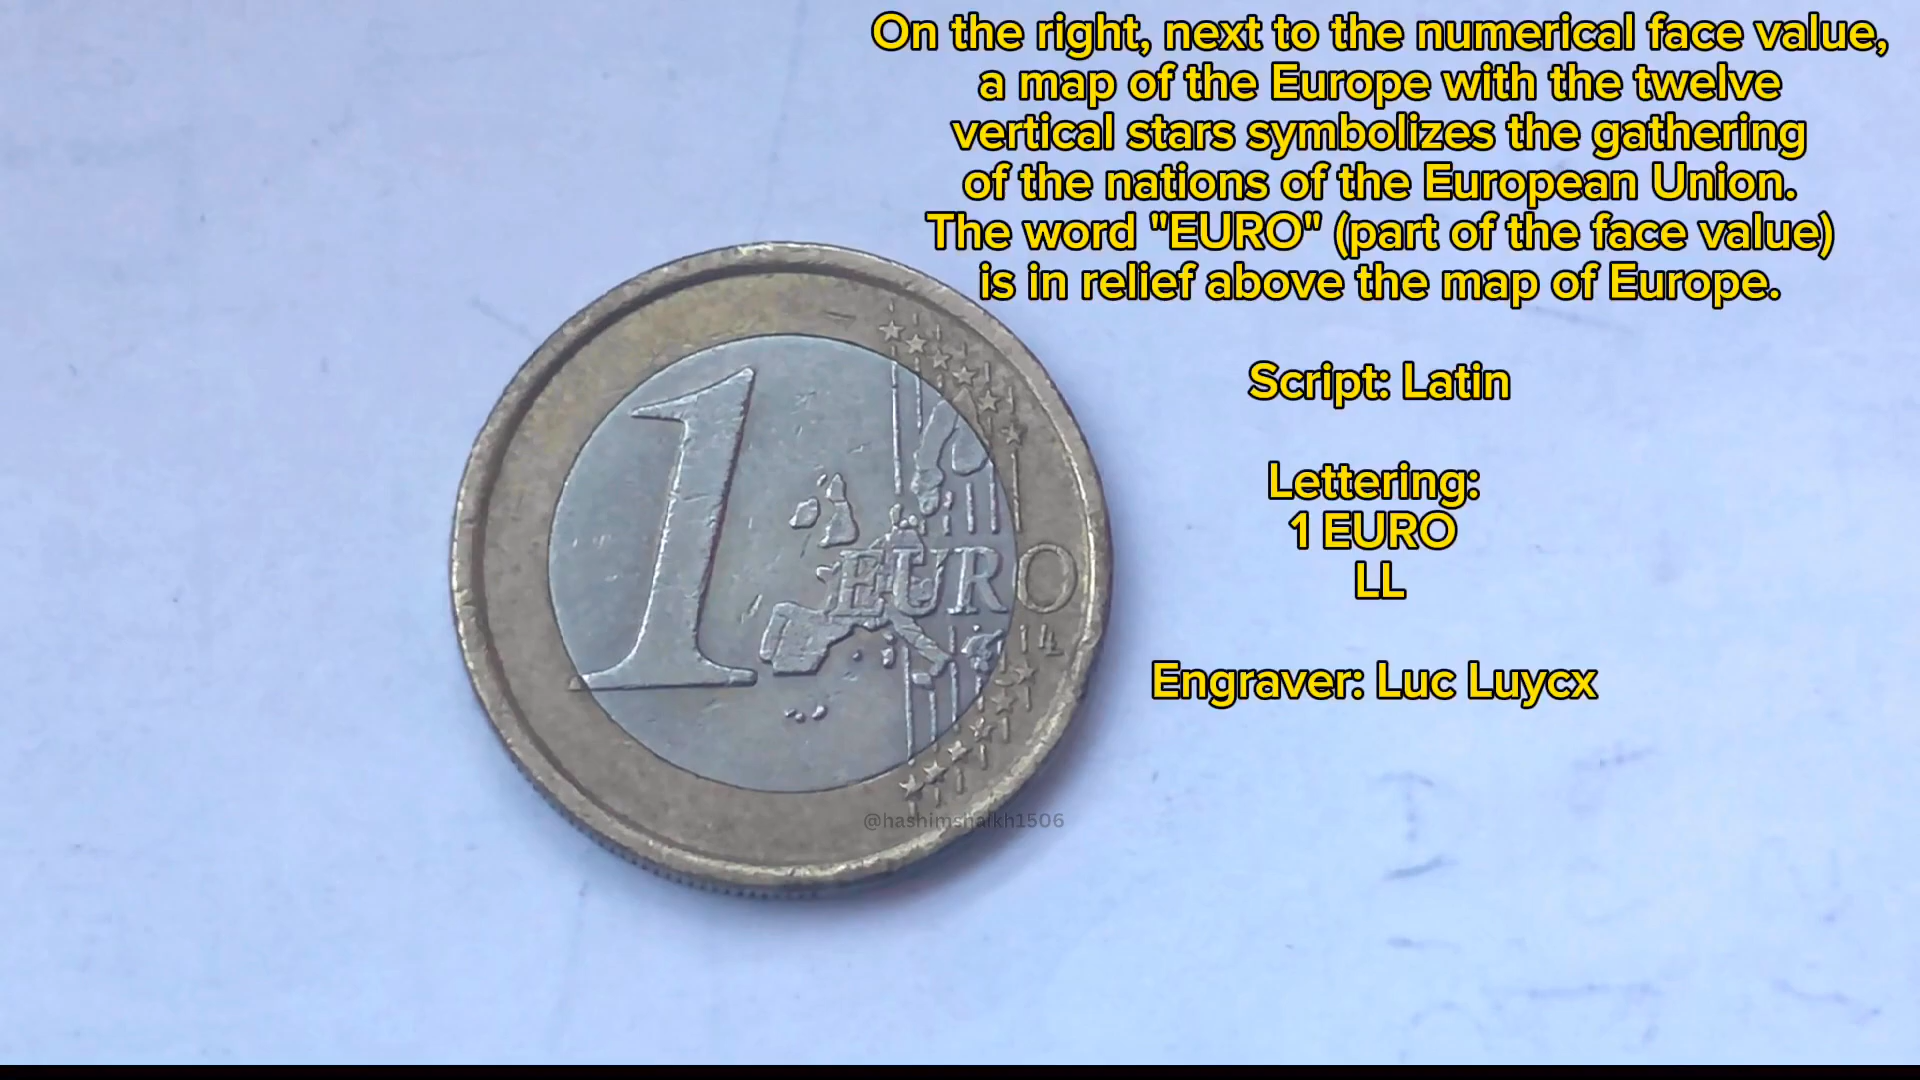 On the right, next to the numerical face value,
a map of the Europe with the twelve
vertical stars symbolizes the gathering
of the nations of the European Union.
The word "EURO" (part of the face value)
is in relief above the map of Europe.
Script: Latin
Lettering:
1 EURO
LL
Engraver: Luc Luycx
1
EURO
LL
@hashimshaikh1506